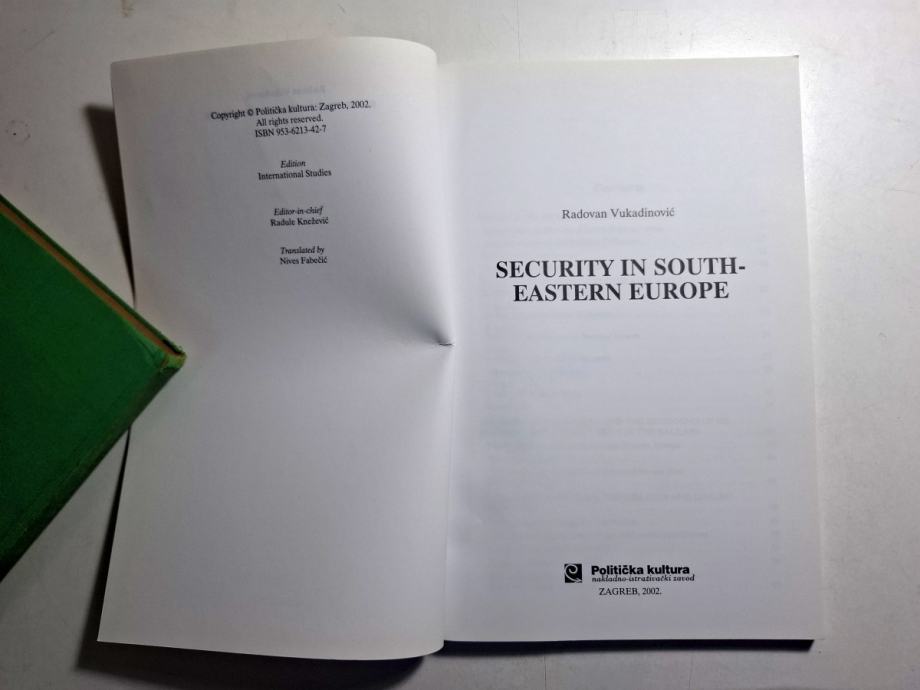 Copyright © Politička kultura: Zagreb, 2002.
All rights reserved.
ISBN 953-6213-42-7
Edition
International Studies
Editor-in-chief
Radule Knežević
Translated by
Nives Fabečić
Radovan Vukadinović
SECURITY IN SOUTH-
EASTERN EUROPE
Politička kultura
nakladno-istraživački zavod
ZAGREB, 2002.